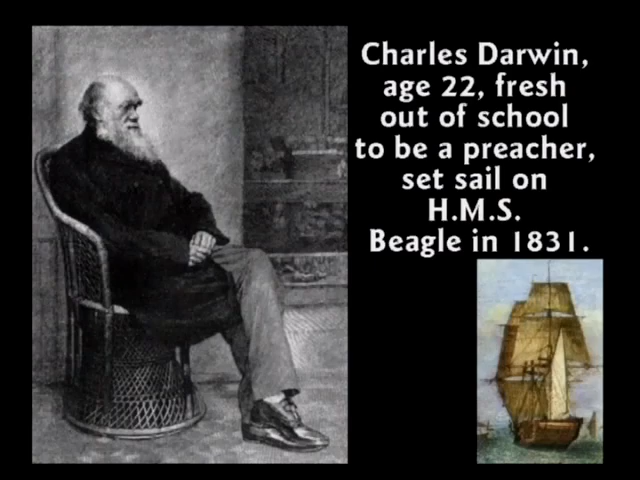 Charles Darwin,
age 22, fresh
out of school
to be a preacher,
set sail on
H.M.S.
Beagle in 1831.